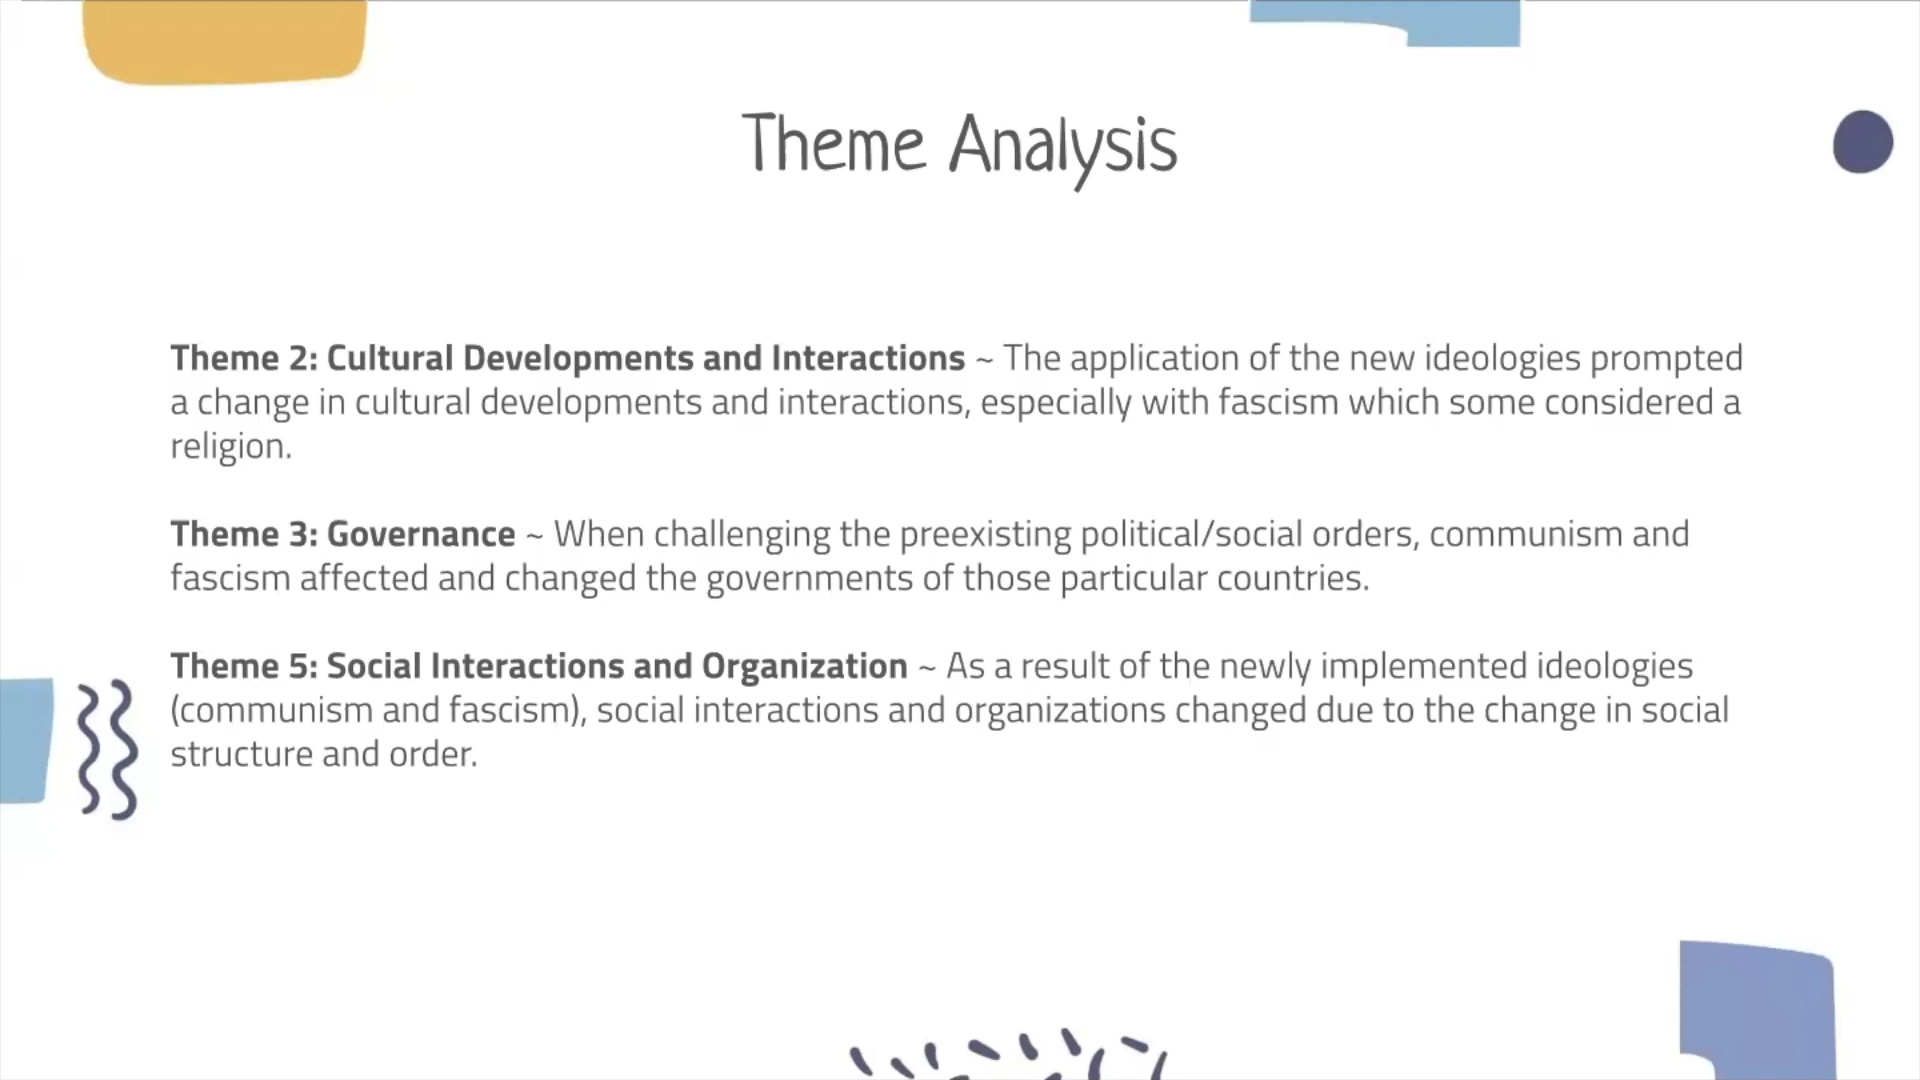 Theme Analysis
Theme 2: Cultural Developments and Interactions ~ The application of the new ideologies prompted
a change in cultural developments and interactions, especially with fascism which some considered a
religion.
Theme 3: Governance ~ When challenging the preexisting political/social orders, communism and
fascism affected and changed the governments of those particular countries.
Theme 5: Social Interactions and Organization ~ As a result of the newly implemented ideologies
(communism and fascism), social interactions and organizations changed due to the change in social
structure and order.